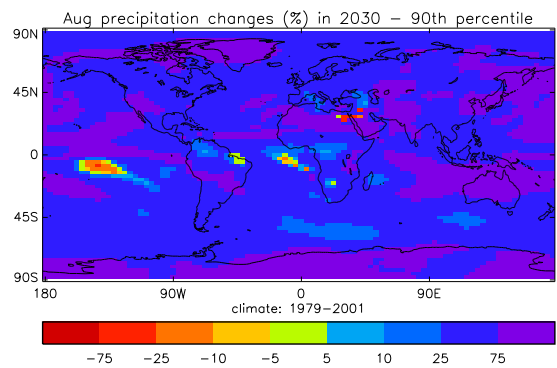 Aug precipitation changes (%) in 2030 − 90th percentile
90N
45N
0
45S
90S
180 90W 0 90E
climate: 1979−2001
−75 −25 −10 −5 5 10 25 75